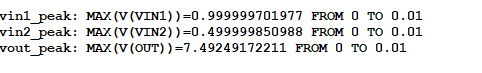 vin1_peak: MAX(V(VIN1))=0.999999701977 FROM 0 TO 0.01
vin2_peak: MAX(V(VIN2))=0.499999850988 FROM 0 TO 0.01
vout_peak: MAX(V(OUT))=7.49249172211 FROM 0 TO 0.01